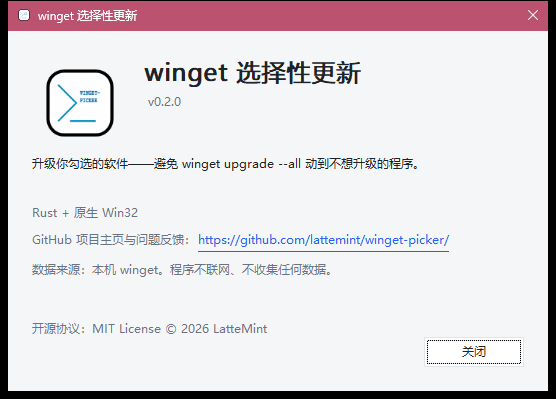 winget 选择性更新
WINGET-
PICKER
winget 选择性更新
v0.2.0
升级你勾选的软件——避免 winget upgrade --all 动到不想升级的程序。
Rust + 原生 Win32
GitHub 项目主页与问题反馈：https://github.com/lattemint/winget-picker/
数据来源：本机 winget。程序不联网、不收集任何数据。
开源协议：MIT License © 2026 LatteMint
关闭